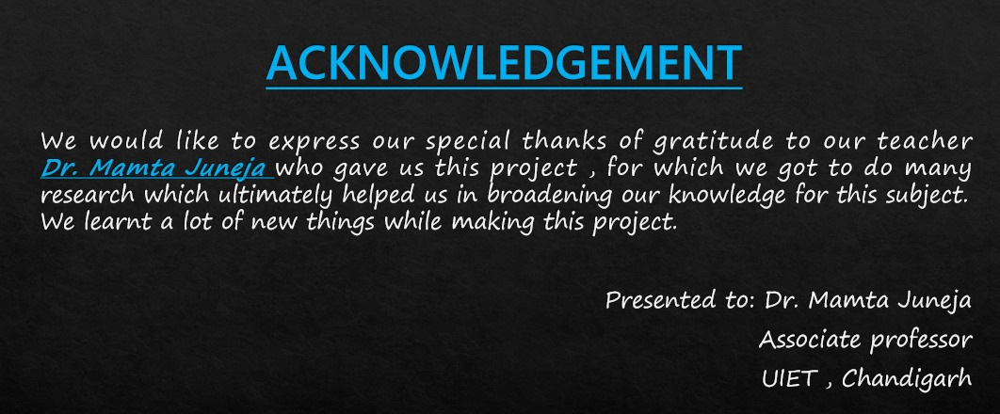 ACKNOWLEDGEMENT
We would like to express our special thanks of gratitude to our teacher
Dr. Mamta Juneja who gave us this project , for which we got to do many
research which ultimately helped us in broadening our knowledge for this subject.
We learnt a lot of new things while making this project.
Presented to: Dr. Mamta Juneja
Associate professor
UIET , Chandigarh